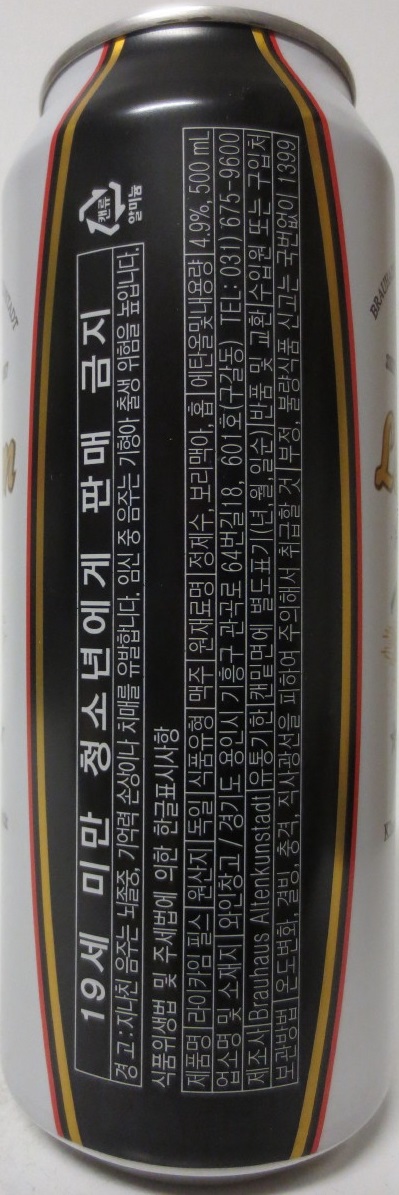 19세 미만 청소년에게 판매 금지
경 고 : 지나친 음주는 뇌졸중, 기억력 손상이나 치매를 유발합니다. 임신 중 음주는 기형아 출생 위험을 높입니다.
캔류
알미늄
식품위생법 및 주세법에 의한 한글표시사항
제품명 라이카임 필스 원산지 독일 식품유형 맥주 원재료명 정제수, 보리맥아, 홉 에탄올및내용량 4.9%, 500 mL
업소명 및 소재지 와인창고 / 경기도 용인시 기흥구 관곡로 64번길18, 601호(구갈동) TEL: 031) 675-9600
제조사 Brauhaus Altenkunstadt 유통기한 캔밑면에 별도표기(년,월,일순) 반품 및 교환 수입원 또는 구입처
보관방법 온도변화, 결빙, 충격, 직사광선을 피하여 주의해서 취급할 것 부정, 불량식품 신고는 국번없이 1399